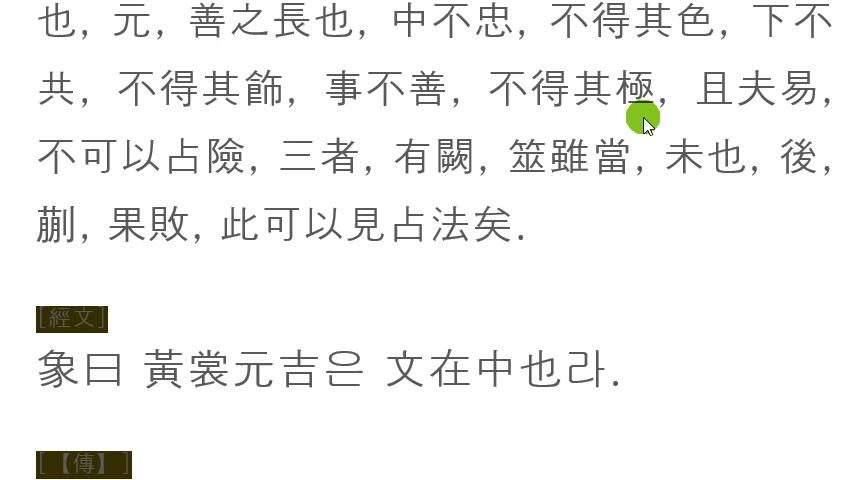 也, 元, 善之長也, 中不忠, 不得其色, 下不
共, 不得其飾, 事不善, 不得其極, 且夫易,
不可以占險, 三者, 有闕, 筮雖當, 未也, 後,
蒯, 果敗, 此可以見占法矣.
[經文]
象曰 黃裳元吉은 文在中也라.
[【傳】]